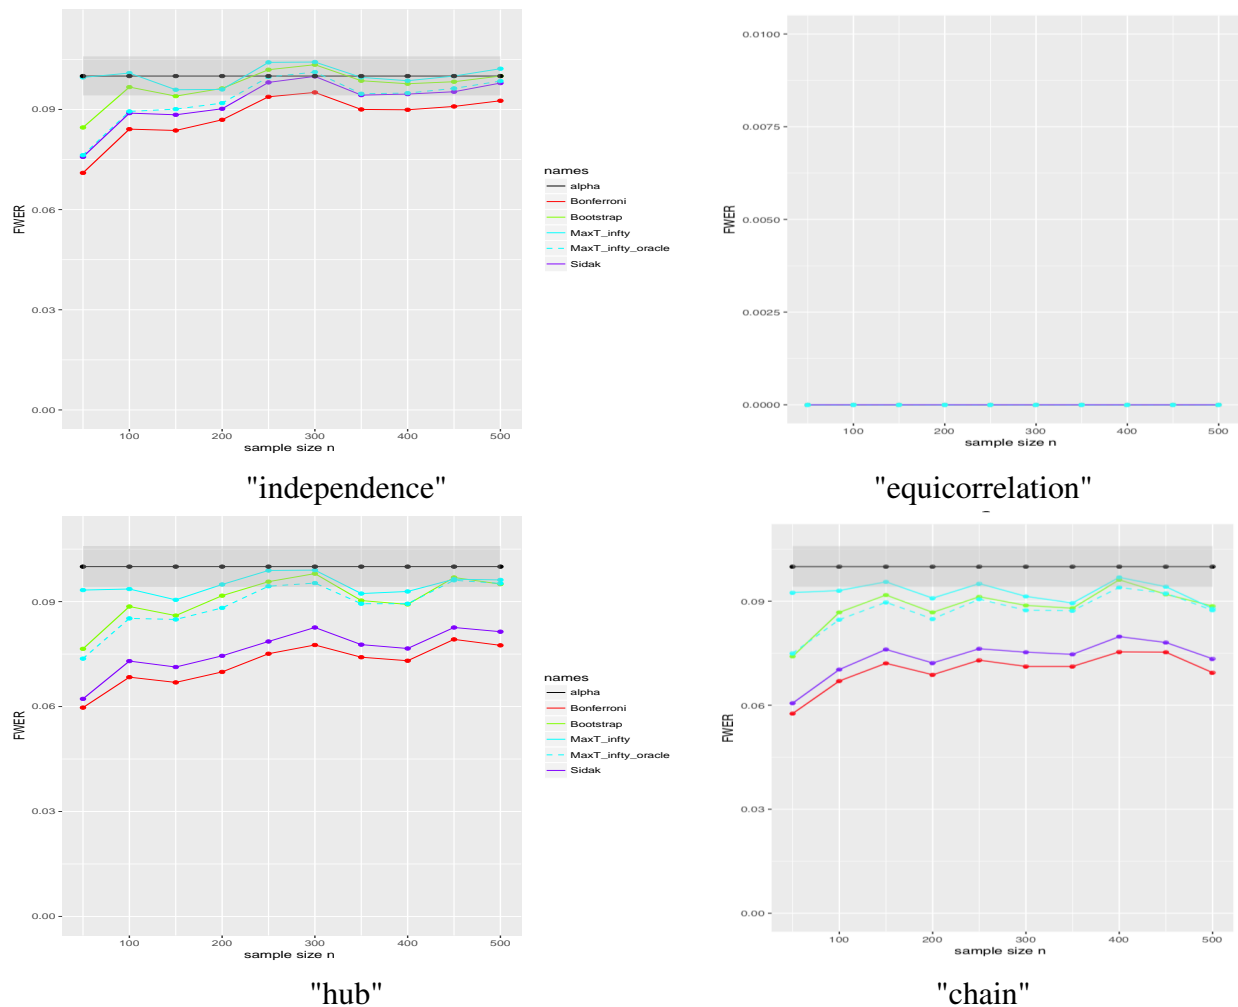 0.09
0.06
0.03
0.00
FWER
100
200
300
400
500
sample size n
names
alpha
Bonferroni
Bootstrap
MaxT_infty
MaxT_infty_oracle
Sidak
"independence"
0.0100
0.0075
0.0050
0.0025
0.0000
FWER
100
200
300
400
500
sample size n
"equicorrelation"
0.09
0.06
0.03
0.00
FWER
100
200
300
400
500
sample size n
names
alpha
Bonferroni
Bootstrap
MaxT_infty
MaxT_infty_oracle
Sidak
"hub"
0.09
0.06
0.03
0.00
FWER
100
200
300
400
500
sample size n
"chain"